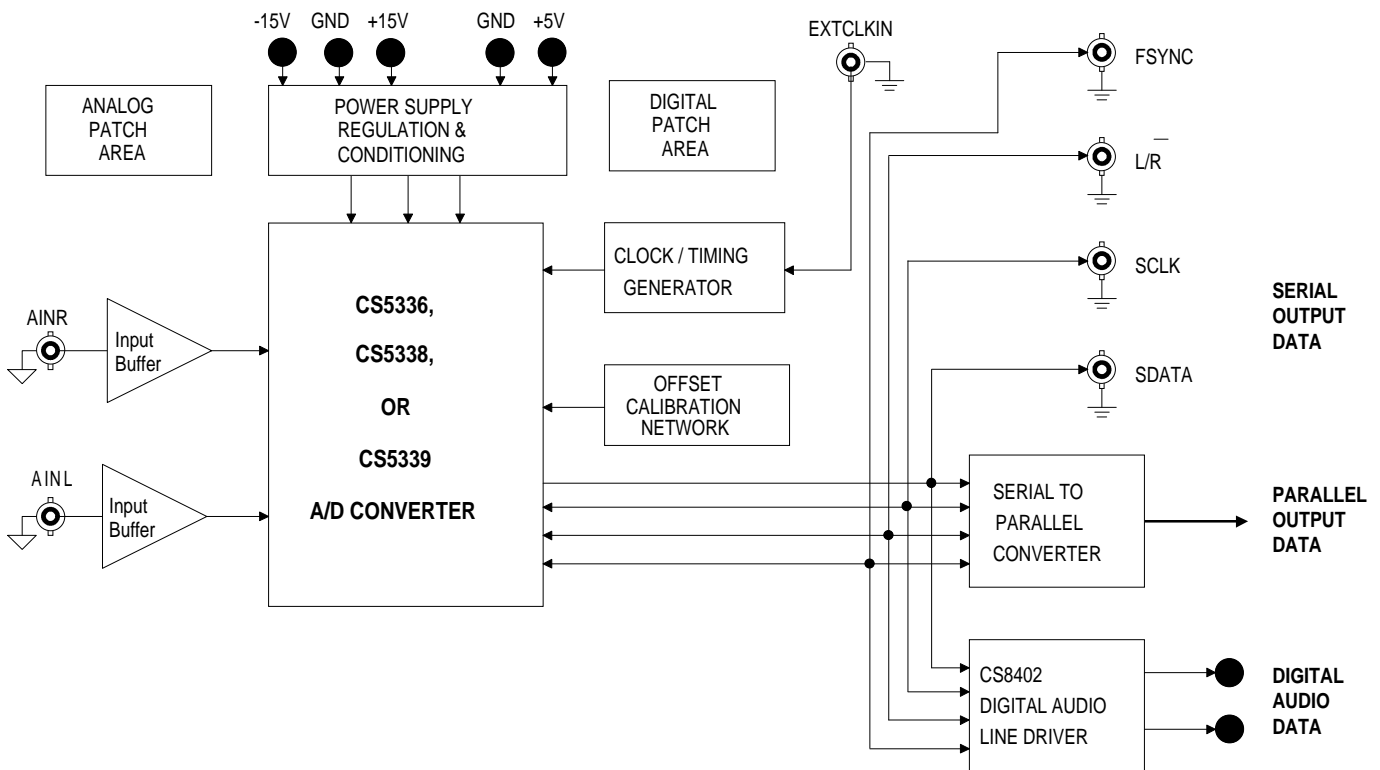 -15V GND +15V GND +5V
EXTCLKIN
FSYNC
ANALOG
PATCH
AREA
POWER SUPPLY
REGULATION &
CONDITIONING
DIGITAL
PATCH
AREA
L/R̅
CLOCK / TIMING
GENERATOR
SCLK
SERIAL
OUTPUT
DATA
AINR
Input
Buffer
CS5336,
CS5338,
OR
CS5339
A/D CONVERTER
OFFSET
CALIBRATION
NETWORK
SDATA
AINL
Input
Buffer
SERIAL TO
PARALLEL
CONVERTER
PARALLEL
OUTPUT
DATA
CS8402
DIGITAL AUDIO
LINE DRIVER
DIGITAL
AUDIO
DATA